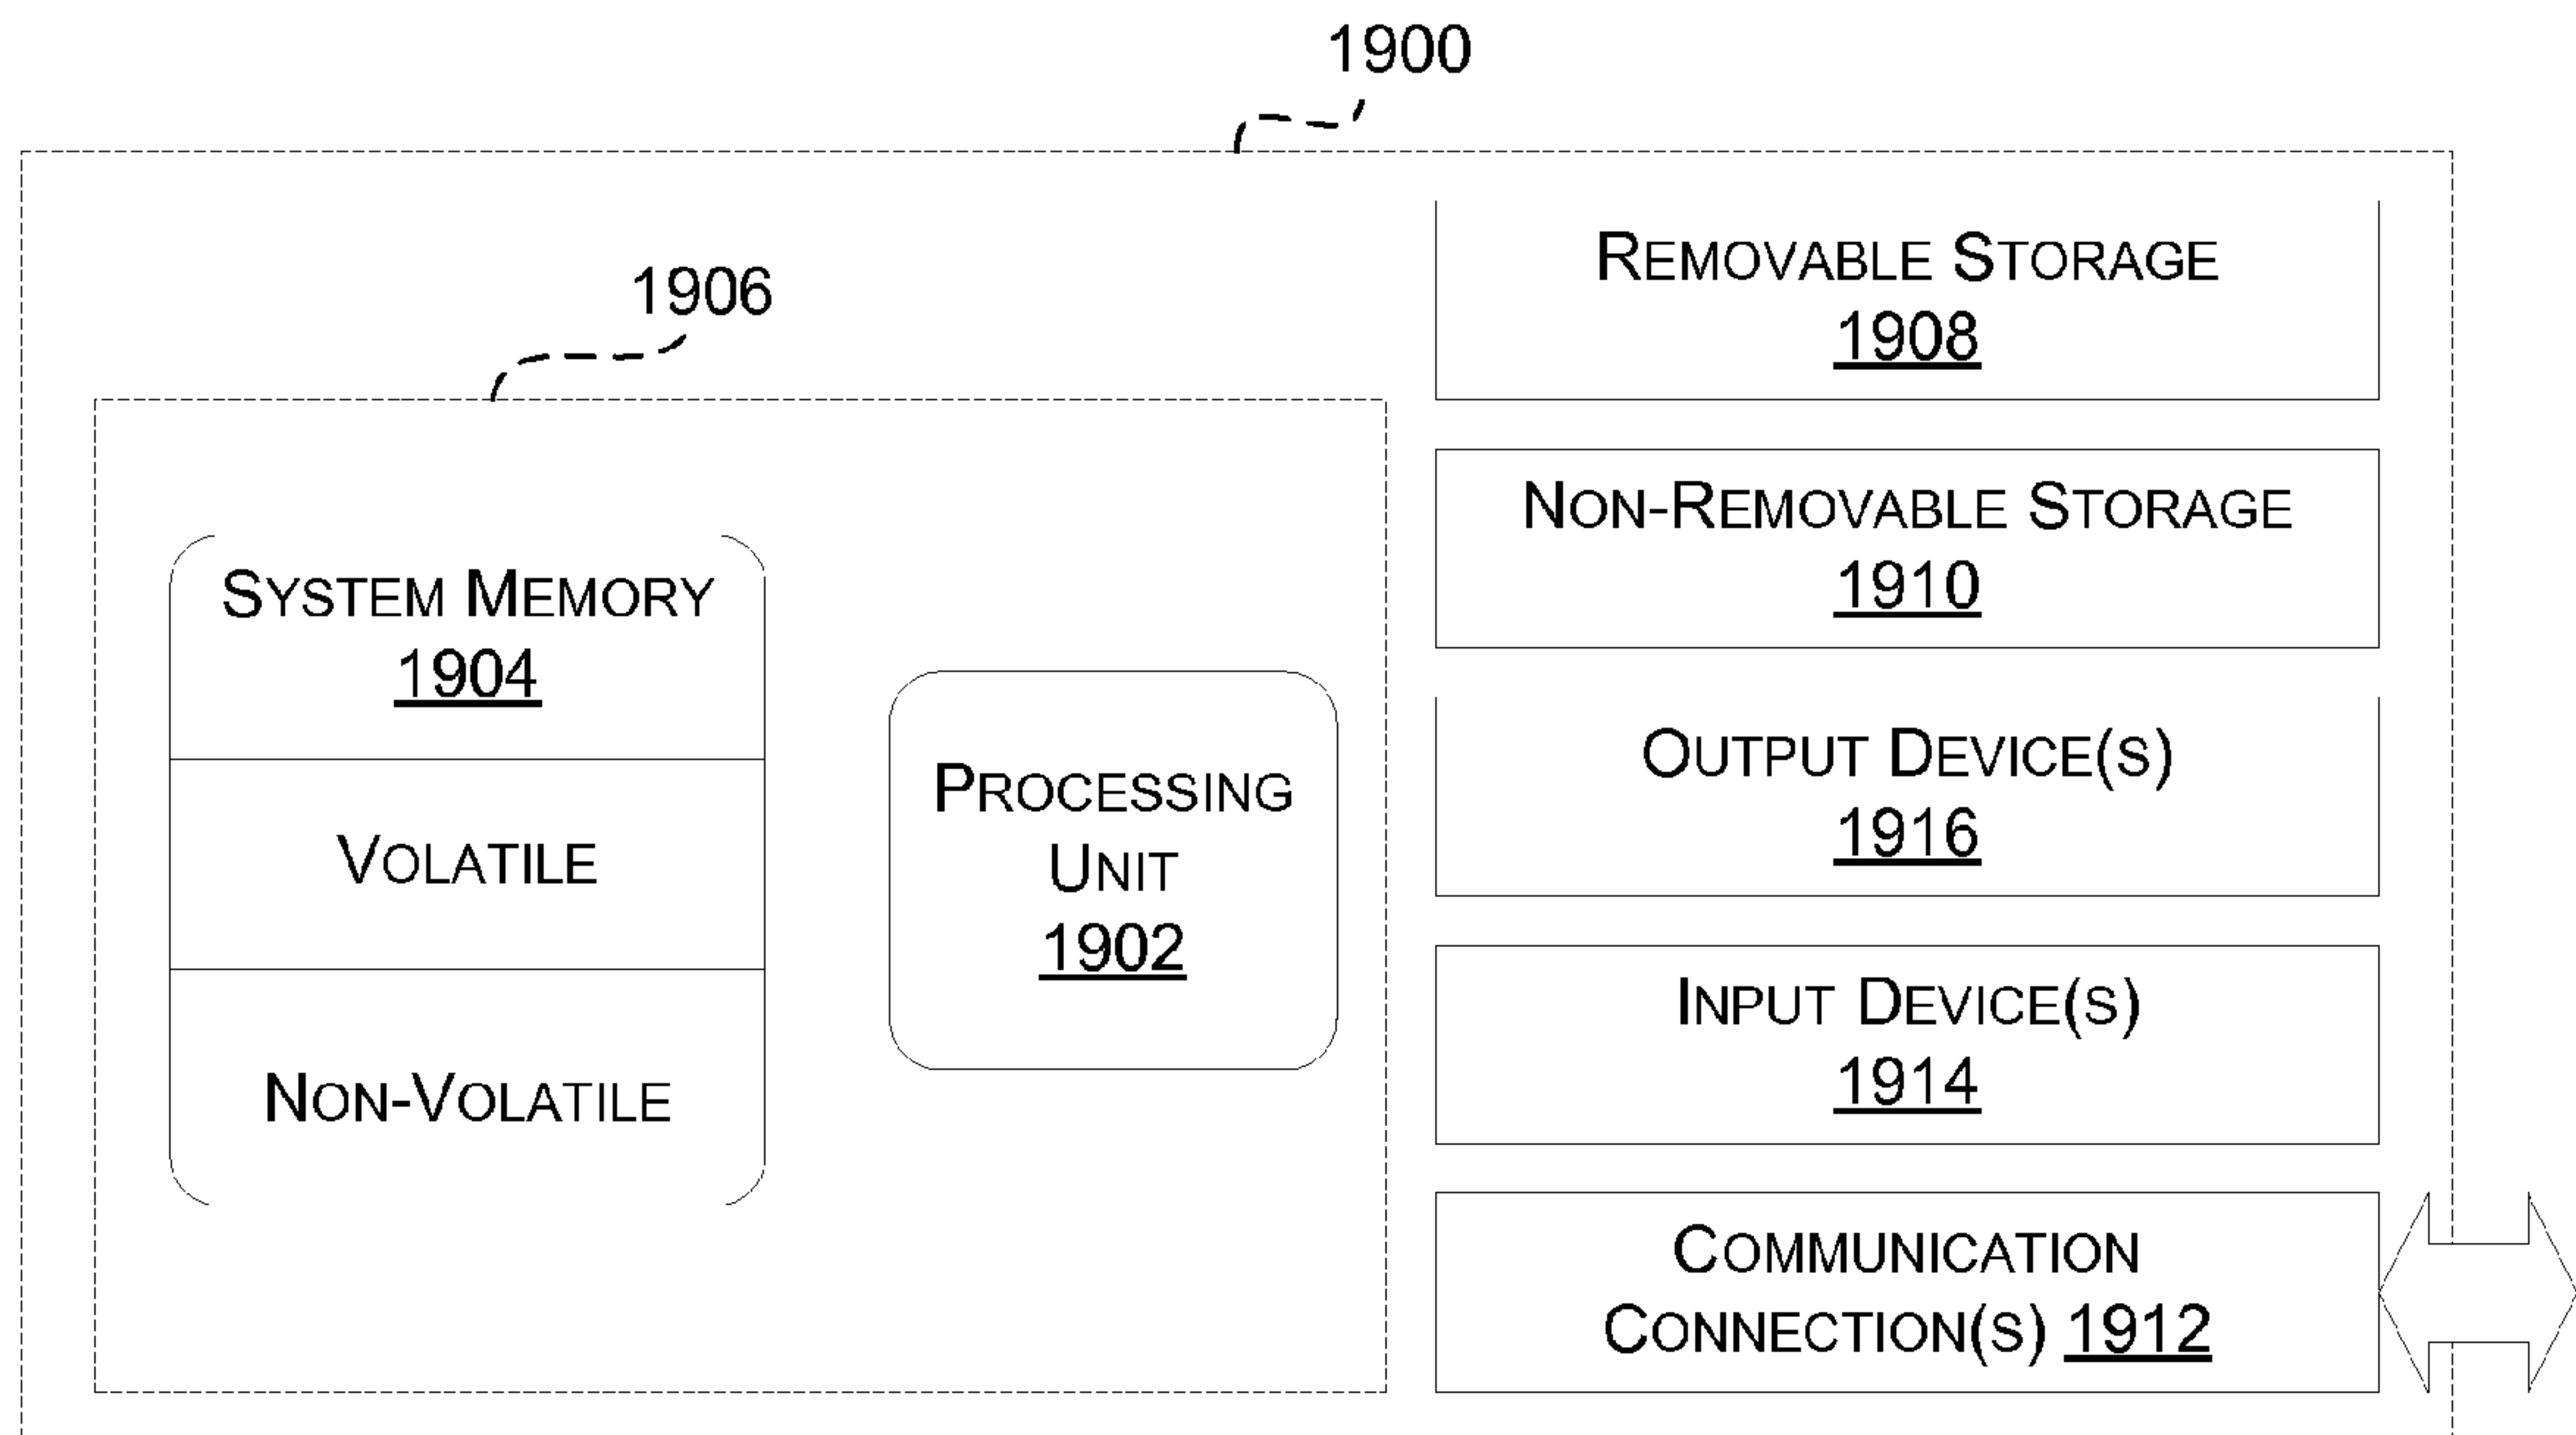 1900
1906
SYSTEM MEMORY
1904
VOLATILE
NON-VOLATILE
PROCESSING
UNIT
1902
REMOVABLE STORAGE
1908
NON-REMOVABLE STORAGE
1910
OUTPUT DEVICE(S)
1916
INPUT DEVICE(S)
1914
COMMUNICATION
CONNECTION(S) 1912